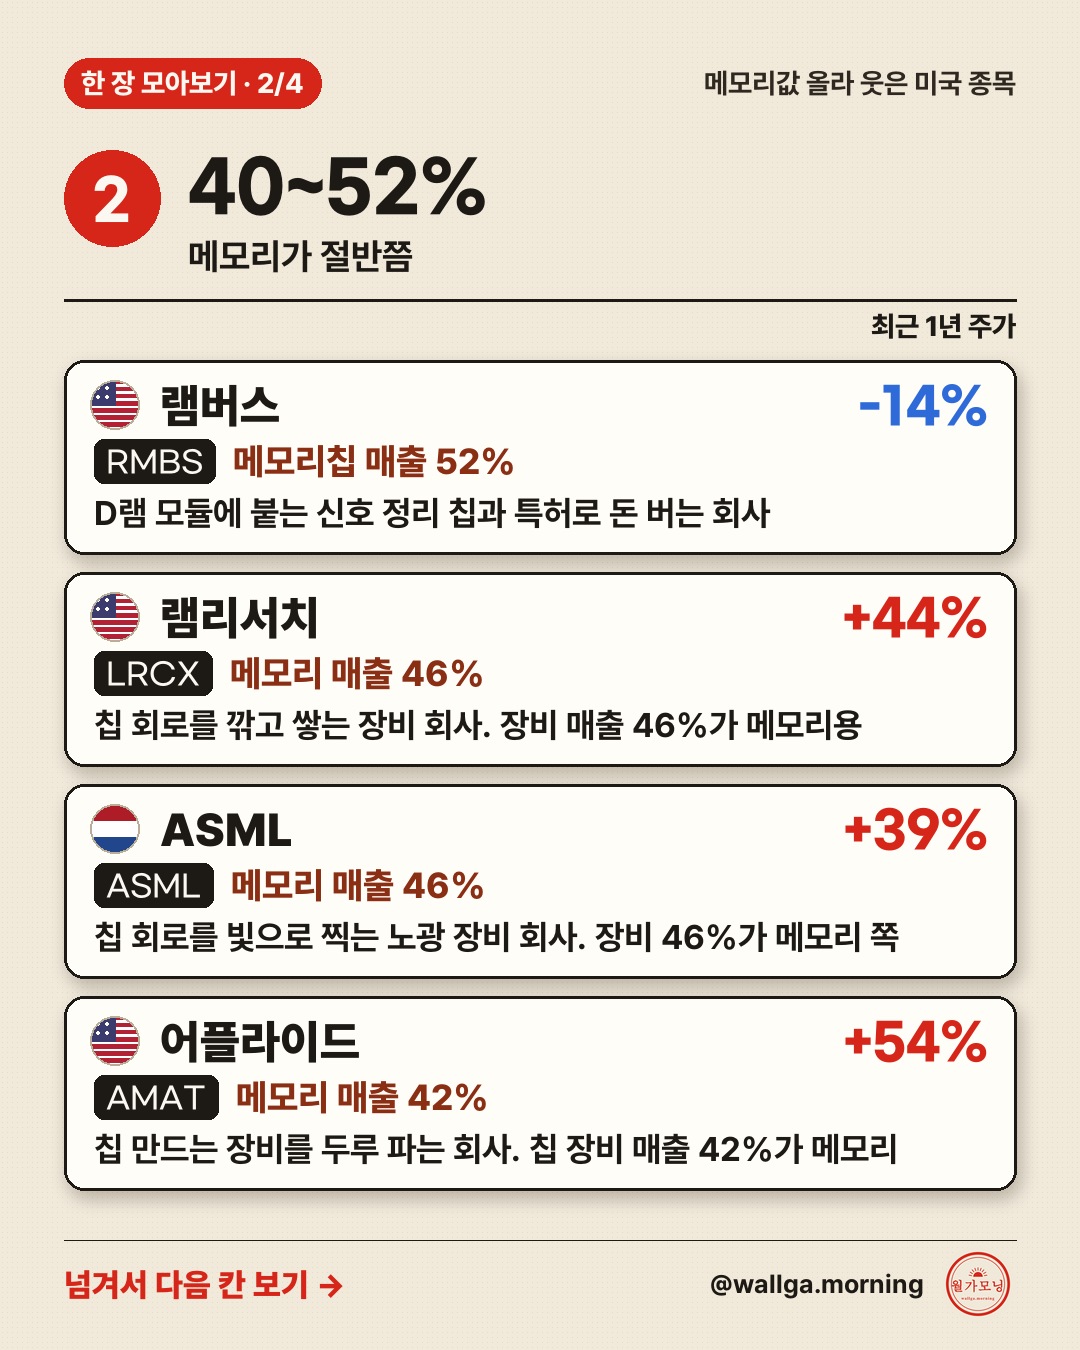 한 장 모아보기 · 2/4
메모리값 올라 웃은 미국 종목
2
40~52%
메모리가 절반쯤
최근 1년 주가
램버스
-14%
RMBS 메모리칩 매출 52%
D램 모듈에 붙는 신호 정리 칩과 특허로 돈 버는 회사
램리서치
+44%
LRCX 메모리 매출 46%
칩 회로를 깎고 쌓는 장비 회사. 장비 매출 46%가 메모리용
ASML
+39%
ASML 메모리 매출 46%
칩 회로를 빛으로 찍는 노광 장비 회사. 장비 46%가 메모리 쪽
어플라이드
+54%
AMAT 메모리 매출 42%
칩 만드는 장비를 두루 파는 회사. 칩 장비 매출 42%가 메모리
넘겨서 다음 칸 보기 →
@wallga.morning
월가모닝
wallga.morning